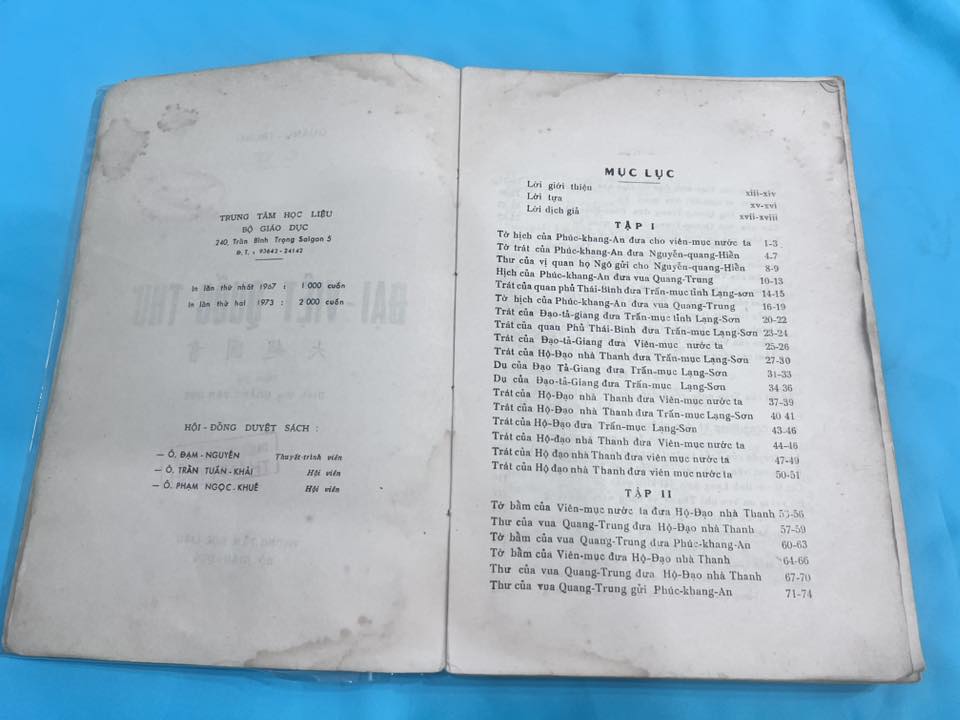 TRUNG TÂM HỌC LIỆU
BỘ GIÁO DỤC
240, Trần Bình Trọng Saigon 5
Đ.T. : 93642 - 24142
In lần thứ nhất 1967 : 1 000 cuốn
In lần thứ hai 1973 : 2 000 cuốn
HỘI - ĐỒNG DUYỆT SÁCH :
— Ô. ĐẠM - NGUYÊN Thuyết-trình viên
— Ô. TRẦN TUẤN - KHẢI Hội viên
— Ô. PHẠM NGỌC - KHUÊ Hội viên
MỤC LỤC
Lời giới thiệu xiii-xiv
Lời tựa xv-xvi
Lời dịch giả xvii-xviii
TẬP I
Tờ hịch của Phúc-khang-An đưa cho viên-mục nước ta 1-3
Tờ trát của Phúc-khang-An đưa Nguyễn-quang-Hiển 4-7
Thư của vị quan họ Ngô gửi cho Nguyễn-quang-Hiển 8-9
Hịch của Phúc-khang-An đưa vua Quang-Trung 10-13
Trát của quan phủ Thái-Bình đưa Trấn-mục tỉnh Lạng-sơn 14-15
Tờ hịch của Phúc-khang-An đưa vua Quang-Trung 16-19
Trát của Đạo-tả-giang đưa Trấn-mục tỉnh Lạng-Sơn 20-22
Trát của quan Phủ Thái-Bình đưa Trấn-mục Lạng-Sơn 23-24
Trát của Đạo-tả-Giang đưa Viên-mục nước ta 25-26
Trát của Hộ-Đạo nhà Thanh đưa Trấn-mục Lạng-Sơn 27-30
Dụ của Đạo Tả-Giang đưa Trấn-mục Lạng-Sơn 31-33
Dụ của Đạo-tả-Giang đưa Trấn-mục Lạng-Sơn 34-36
Trát của Hộ-Đạo nhà Thanh đưa Viên-mục nước ta 37-39
Trát của Hộ-Đạo nhà Thanh đưa Trấn-mục Lạng-Sơn 40-41
Trát của Hộ-Đạo đưa Trấn-mục Lạng-Sơn 43-46
Trát của Hộ-đạo nhà Thanh đưa Viên-mục nước ta 44-46
Trát của Hộ-Đạo nhà Thanh đưa viên-mục nước ta 47-49
Trát của Hộ đạo nhà Thanh đưa viên mục nước ta 50-51
TẬP II
Tờ bẩm của Viên-mục nước ta đưa Hộ-Đạo nhà Thanh 53-56
Thư của vua Quang-Trung đưa Hộ-Đạo nhà Thanh 57-59
Tờ bẩm của vua Quang-Trung đưa Phúc-khang-An 60-63
Tờ bẩm của Viên-mục đưa Hộ-Đạo nhà Thanh 64-66
Thư của vua Quang-Trung đưa Hộ-Đạo nhà Thanh 67-70
Thư của vua Quang-Trung gửi Phúc-khang-An 71-74